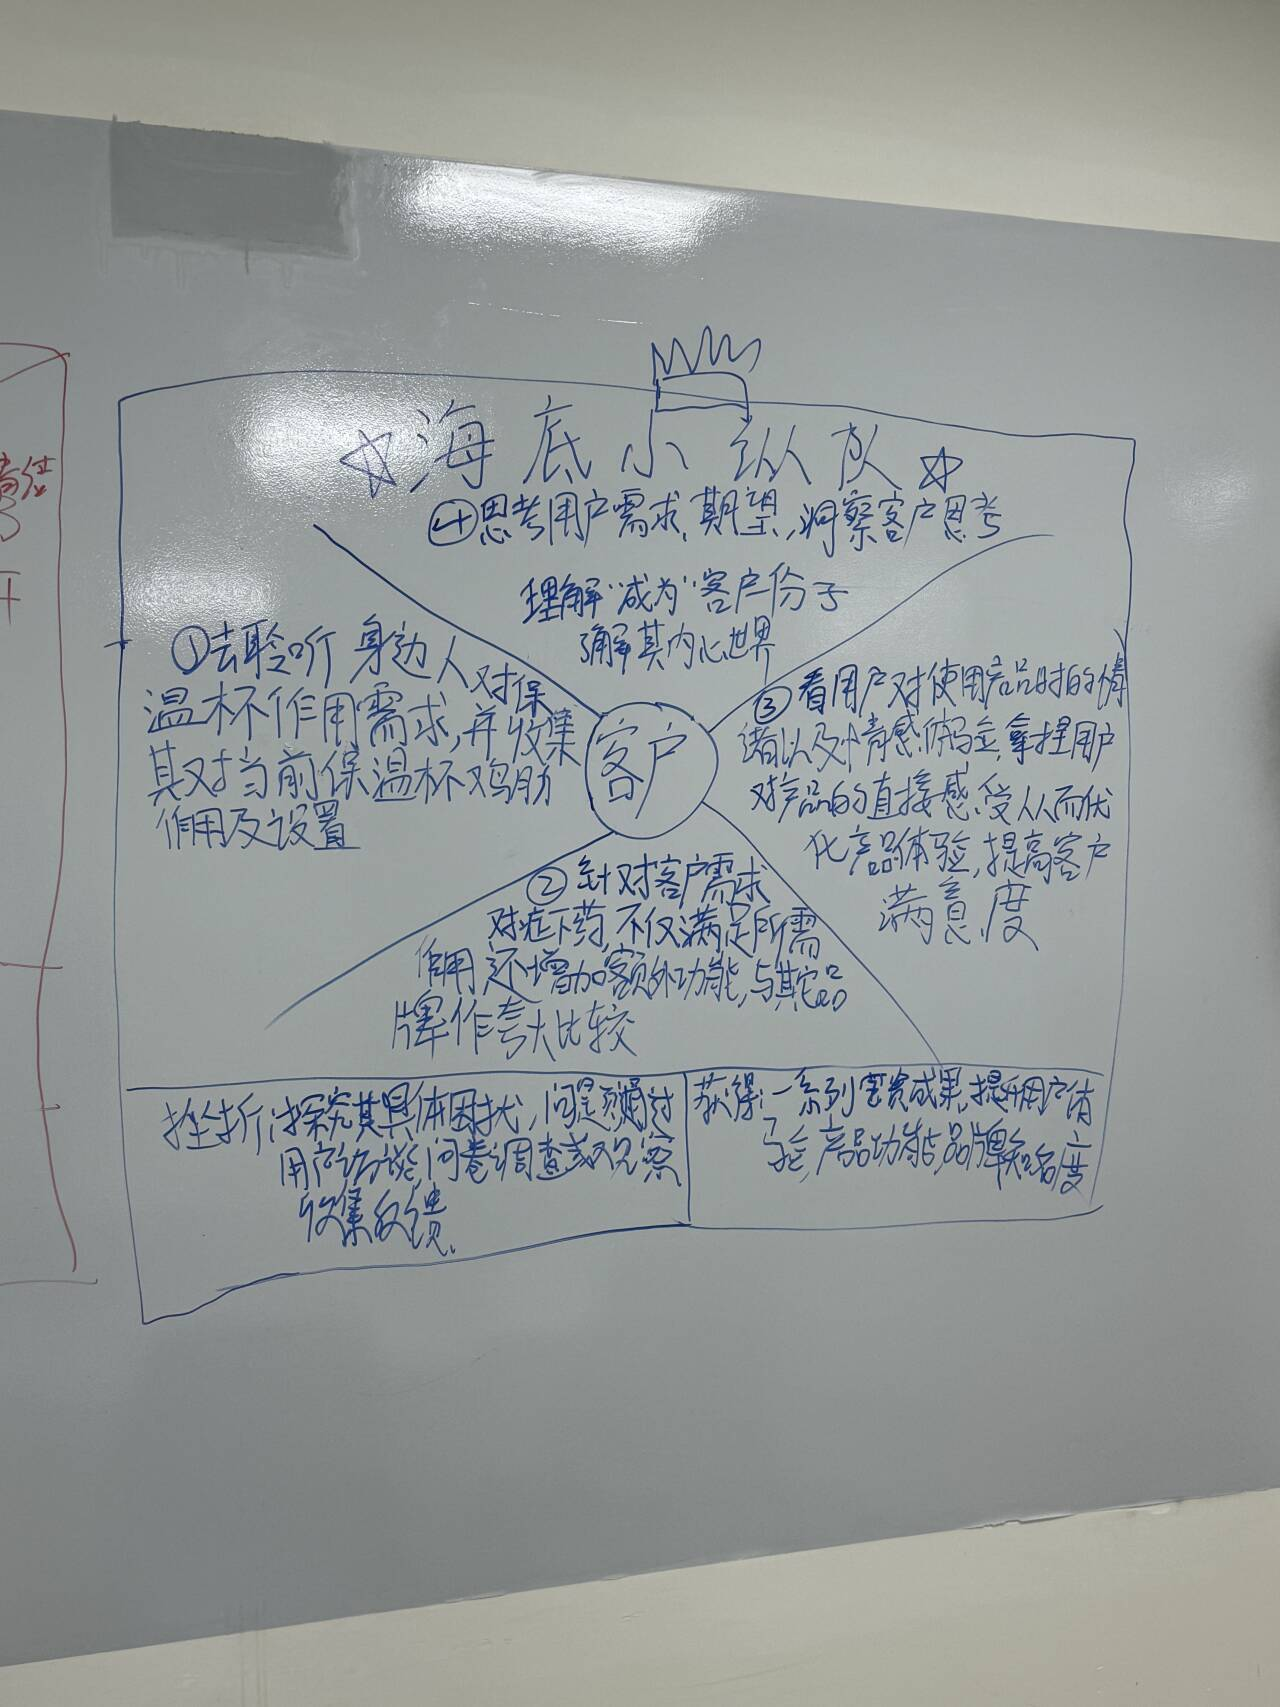 海底小纵队
④思考用户需求、期望,洞察客户思考
理解"成为"客户份子
了解其内心世界
①去聆听 身边人对保
温杯作用需求,并收集
其对当前保温杯鸡肋
作用及设置
客户
③看用户对使用产品时的情
绪以及情感,拿捏用户
对产品的直接感受从而优
化产品体验,提高客户
满意度
②针对客户需求
对症下药,不仅满足所需
作用还增加额外功能,与其它品
牌作夸大比较
挫折:探究其具体困扰,问题须通过
用户访谈,问卷调查或观察
收集反馈.
获得:一系列宝贵成果,提升用户体
验,产品功能,品牌知名度